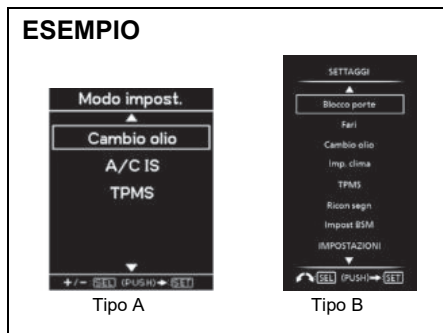 ESEMPIO
Modo impost.
Cambio olio
A/C IS
TPMS
+/- SEL (PUSH)➔ SET
Tipo A
SETTAGGI
Blocco porte
Fari
Cambio olio
Imp. clima
TPMS
Ricon segn
Impost BSM
IMPOSTAZIONI
SEL (PUSH)➔ SET
Tipo B